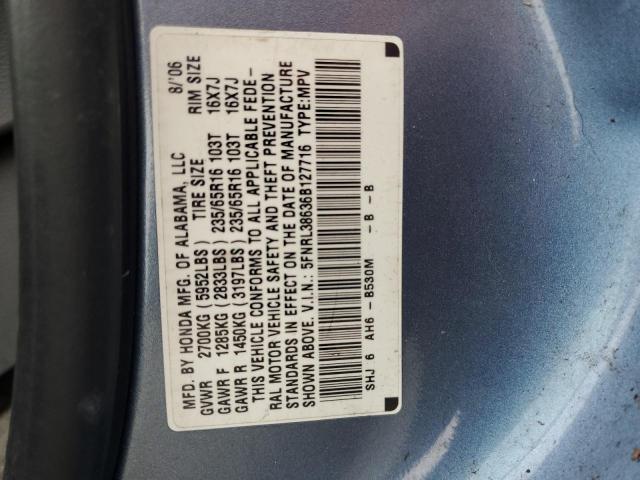 MFD. BY HONDA MFG. OF ALABAMA, LLC 8/'06
GVWR 2700KG (5952LBS) TIRE SIZE RIM SIZE
GAWR F 1285KG (2833LBS) 235/65R16 103T 16X7J
GAWR R 1450KG (3197LBS) 235/65R16 103T 16X7J
THIS VEHICLE CONFORMS TO ALL APPLICABLE FEDE-
RAL MOTOR VEHICLE SAFETY AND THEFT PREVENTION
STANDARDS IN EFFECT ON THE DATE OF MANUFACTURE
SHOWN ABOVE. V.I.N.: 5FNRL38636B127716 TYPE:MPV
SHJ 6 AH6 - B530M - B - B